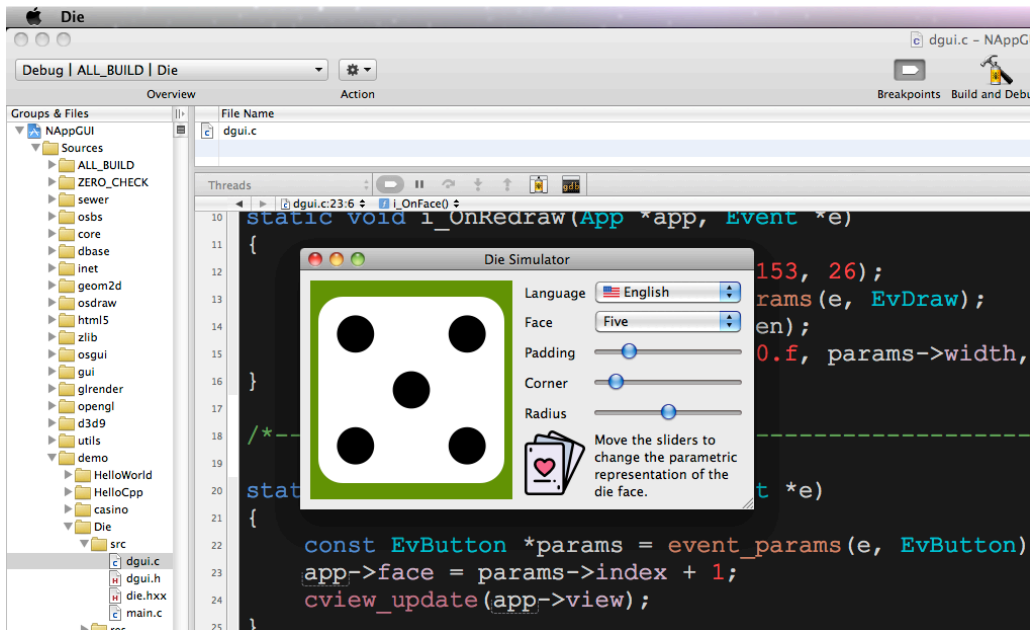 Die
dgui.c – NAppG
Debug | ALL_BUILD | Die
Overview
Action
Breakpoints
Build and Debu
Groups & Files
File Name
NAppGUI
dgui.c
Sources
ALL_BUILD
ZERO_CHECK
sewer
osbs
core
dbase
inet
geom2d
osdraw
html5
zlib
osgui
gui
glrender
opengl
d3d9
utils
demo
HelloWorld
HelloCpp
casino
Die
src
dgui.c
dgui.h
die.hxx
main.c
Threads
gdb
dgui.c:23:6
i_OnFace()
10 static void i_OnRedraw(App *app, Event *e)
11 {
12 153, 26);
13 rams(e, EvDraw);
14 en);
15 0.f, params->width,
16 }
17
18 /*--
19
20 stat t *e)
21 {
22 const EvButton *params = event_params(e, EvButton)
23 app->face = params->index + 1;
24 cview_update(app->view);
25 }
Die Simulator
Language English
Face Five
Padding
Corner
Radius
Move the sliders to
change the parametric
representation of the
die face.